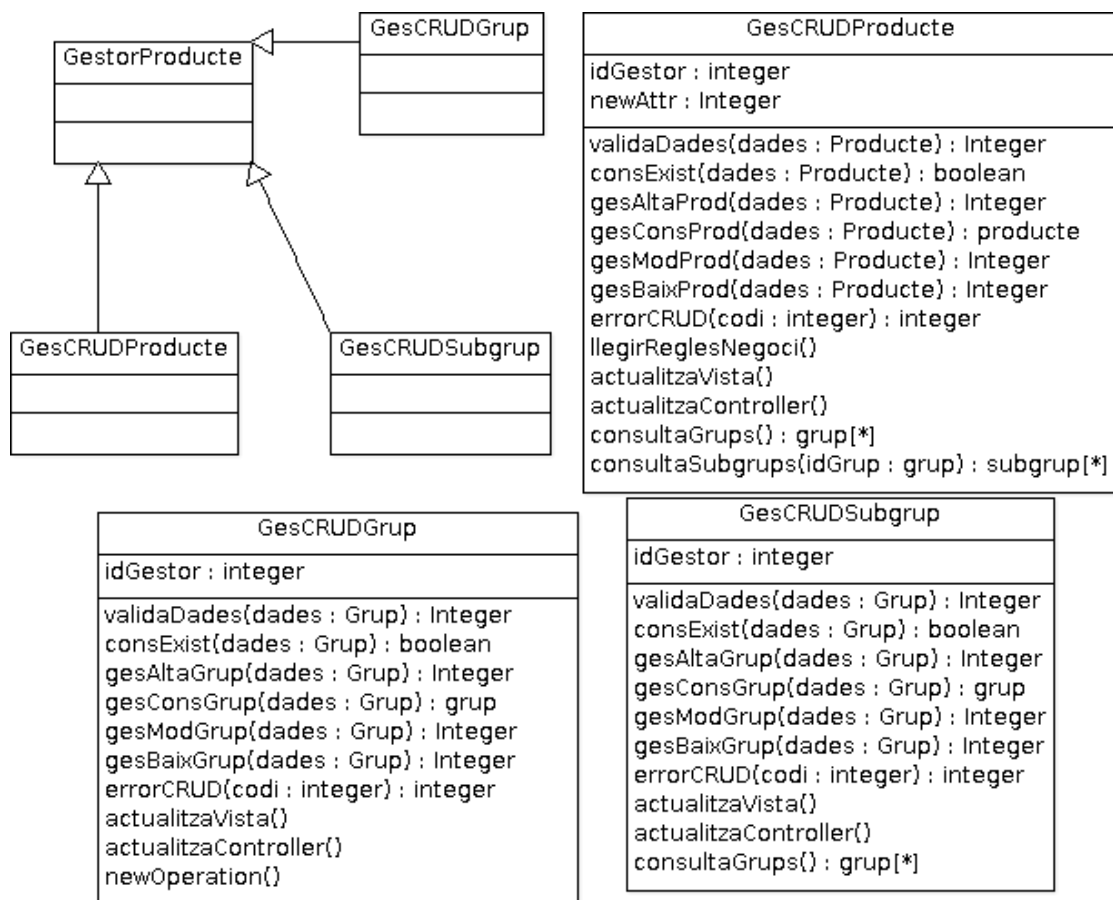 GesCRUDGrup
GestorProducte
GesCRUDProducte
GesCRUDSubgrup
GesCRUDProducte
idGestor : integer
newAttr : Integer
validaDades(dades : Producte) : Integer
consExist(dades : Producte) : boolean
gesAltaProd(dades : Producte) : Integer
gesConsProd(dades : Producte) : producte
gesModProd(dades : Producte) : Integer
gesBaixProd(dades : Producte) : Integer
errorCRUD(codi : integer) : integer
llegirReglesNegoci()
actualitzaVista()
actualitzaController()
consultaGrups() : grup[*]
consultaSubgrups(idGrup : grup) : subgrup[*]
GesCRUDGrup
idGestor : integer
validaDades(dades : Grup) : Integer
consExist(dades : Grup) : boolean
gesAltaGrup(dades : Grup) : Integer
gesConsGrup(dades : Grup) : grup
gesModGrup(dades : Grup) : Integer
gesBaixGrup(dades : Grup) : Integer
errorCRUD(codi : integer) : integer
actualitzaVista()
actualitzaController()
newOperation()
GesCRUDSubgrup
idGestor : integer
validaDades(dades : Grup) : Integer
consExist(dades : Grup) : boolean
gesAltaGrup(dades : Grup) : Integer
gesConsGrup(dades : Grup) : grup
gesModGrup(dades : Grup) : Integer
gesBaixGrup(dades : Grup) : Integer
errorCRUD(codi : integer) : integer
actualitzaVista()
actualitzaController()
consultaGrups() : grup[*]